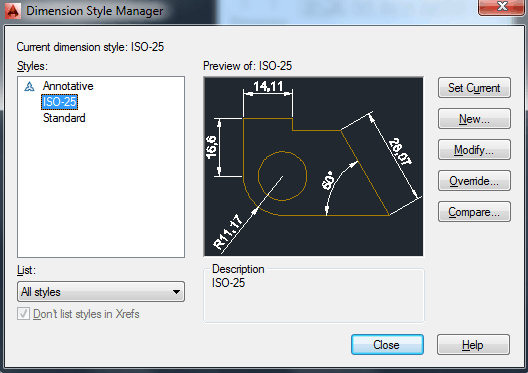 Dimension Style Manager
Current dimension style: ISO-25
Styles:
Annotative
ISO-25
Standard
Preview of: ISO-25
14,11
16,6
28,07
60°
R11,17
Set Current
New...
Modify...
Override...
Compare...
List:
All styles
Don't list styles in Xrefs
Description
ISO-25
Close
Help